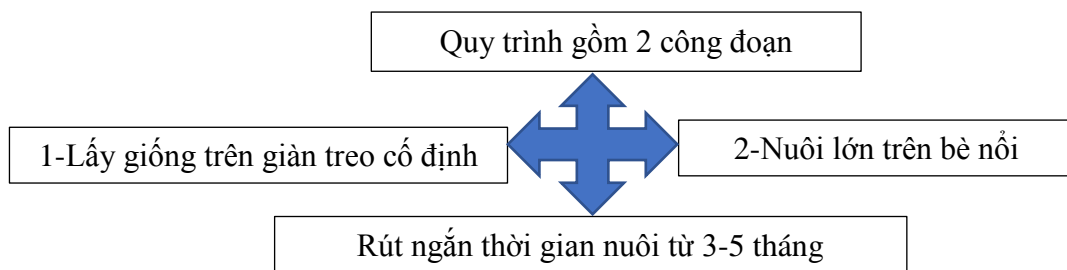 Quy trình gồm 2 công đoạn
1-Lấy giống trên giàn treo cố định
2-Nuôi lớn trên bè nổi
Rút ngắn thời gian nuôi từ 3-5 tháng